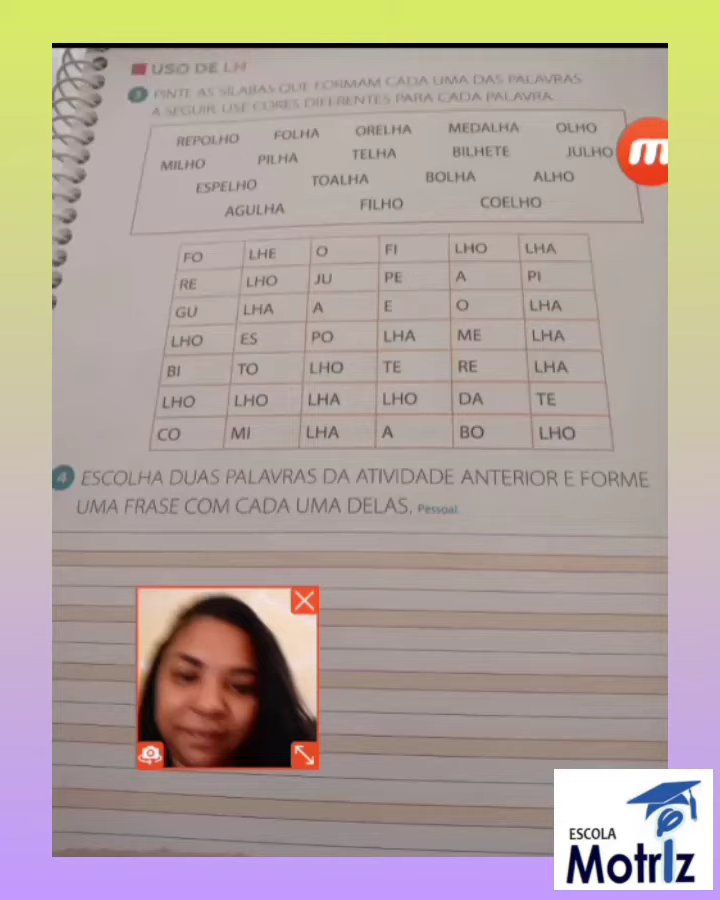 USO DE LH
3 PINTE AS SÍLABAS QUE FORMAM CADA UMA DAS PALAVRAS
A SEGUIR. USE CORES DIFERENTES PARA CADA PALAVRA.
REPOLHO FOLHA ORELHA MEDALHA OLHO
MILHO PILHA TELHA BILHETE JULHO
ESPELHO TOALHA BOLHA ALHO
AGULHA FILHO COELHO
FO LHE O FI LHO LHA
RE LHO JU PE A PI
GU LHA A E O LHA
LHO ES PO LHA ME LHA
BI TO LHO TE RE LHA
LHO LHO LHA LHO DA TE
CO MI LHA A BO LHO
4 ESCOLHA DUAS PALAVRAS DA ATIVIDADE ANTERIOR E FORME
UMA FRASE COM CADA UMA DELAS. Pessoal.
ESCOLA
MotrIz